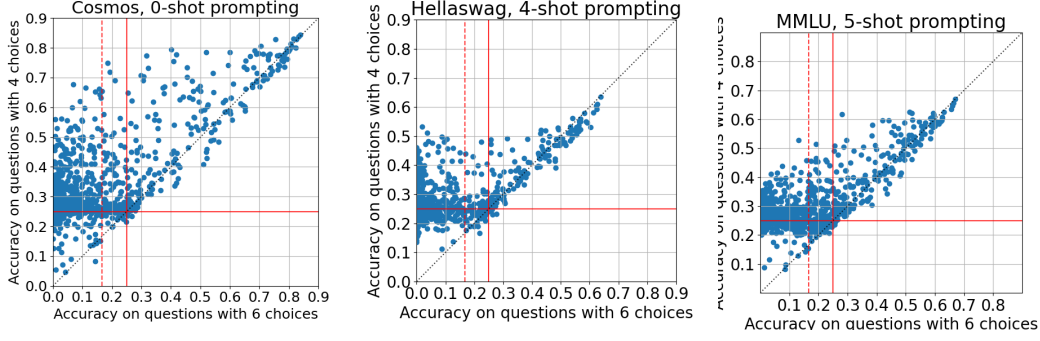 Cosmos, 0-shot prompting
Accuracy on questions with 4 choices
0.9
0.8
0.7
0.6
0.5
0.4
0.3
0.2
0.1
0.0
0.0 0.1 0.2 0.3 0.4 0.5 0.6 0.7 0.8 0.9
Accuracy on questions with 6 choices
Hellaswag, 4-shot prompting
Accuracy on questions with 4 choices
0.9
0.8
0.7
0.6
0.5
0.4
0.3
0.2
0.1
0.0
0.0 0.1 0.2 0.3 0.4 0.5 0.6 0.7 0.8 0.9
Accuracy on questions with 6 choices
MMLU, 5-shot prompting
Accuracy on questions with 4 choices
0.8
0.7
0.6
0.5
0.4
0.3
0.2
0.1
0.1 0.2 0.3 0.4 0.5 0.6 0.7 0.8
Accuracy on questions with 6 choices